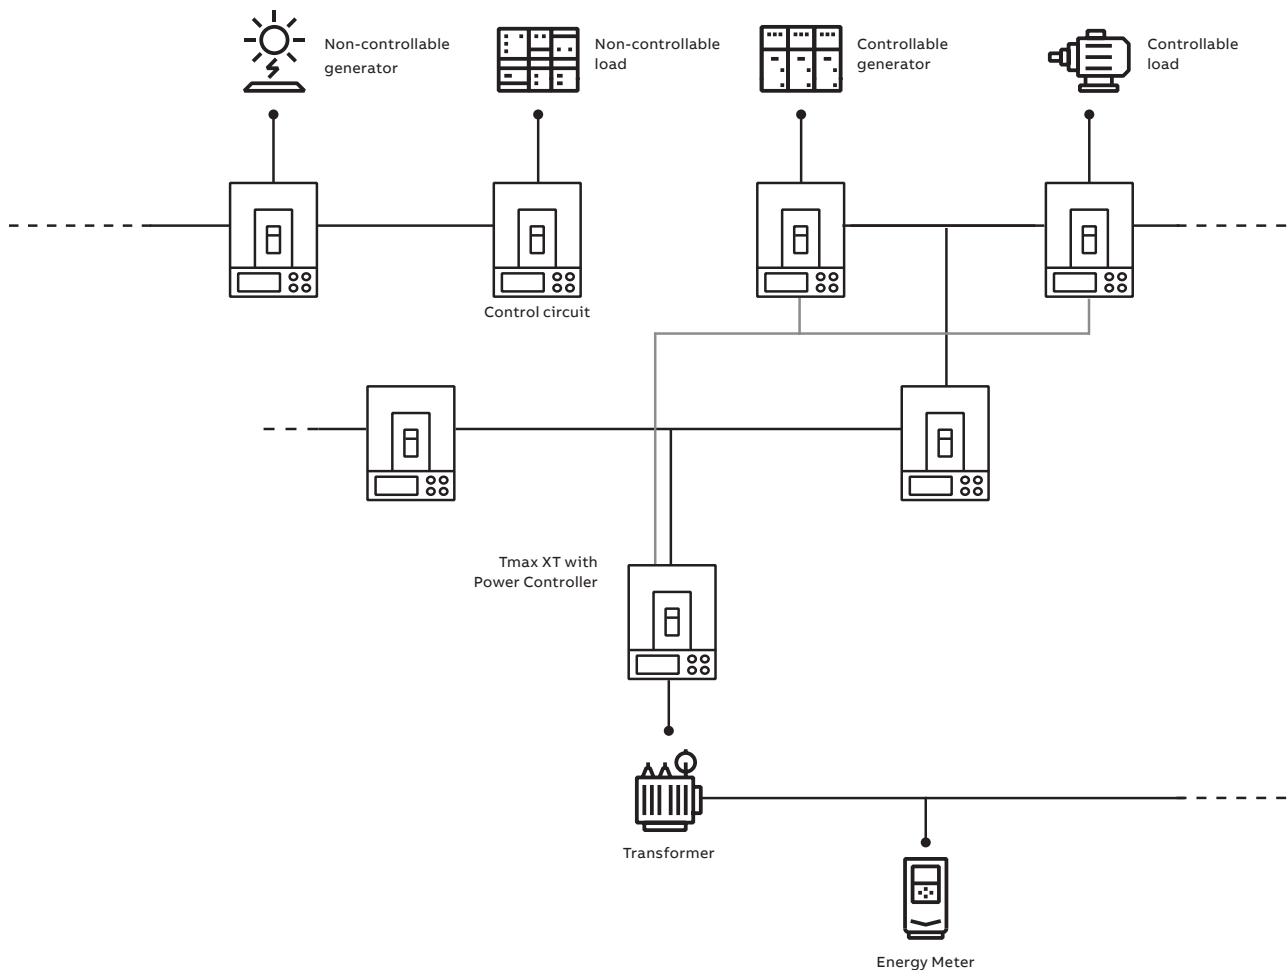 Non-controllable
generator
Non-controllable
load
Controllable
generator
Controllable
load
Control circuit
Tmax XT with
Power Controller
Transformer
Energy Meter